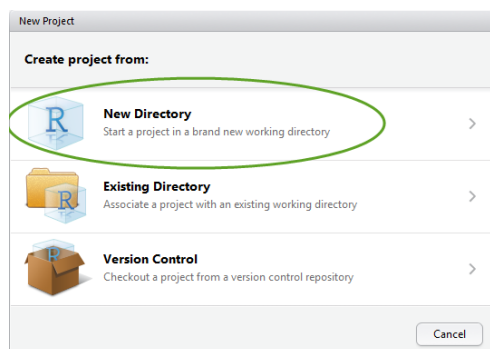 New Project
Create project from:
R
New Directory
Start a project in a brand new working directory
R
Existing Directory
Associate a project with an existing working directory
R
Version Control
Checkout a project from a version control repository
Cancel